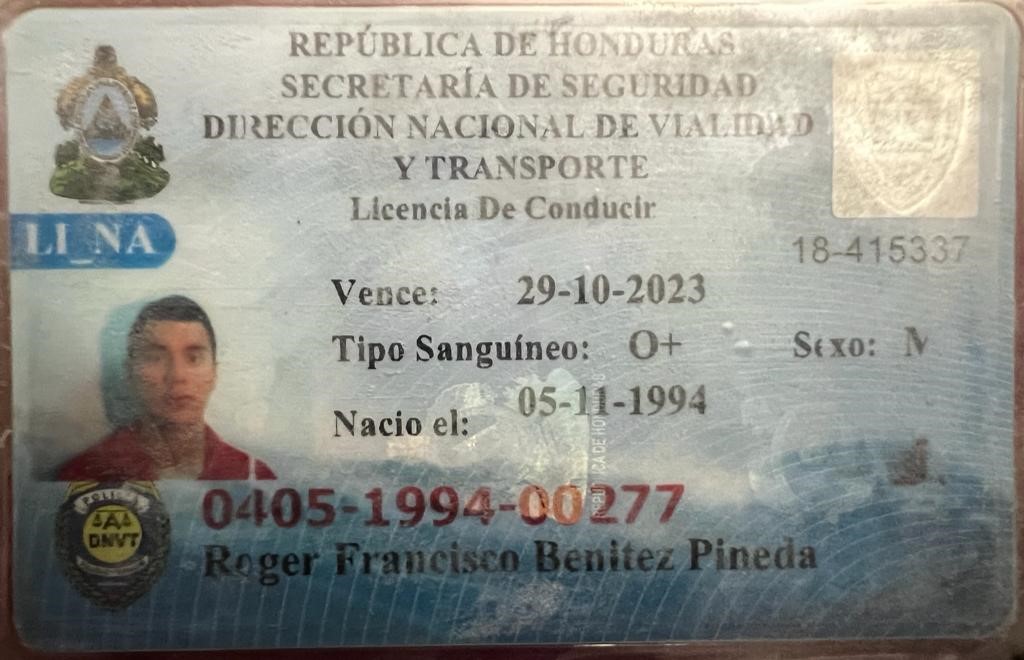 REPÚBLICA DE HONDURAS
SECRETARÍA DE SEGURIDAD
DIRECCIÓN NACIONAL DE VIALIDAD
Y TRANSPORTE
Licencia De Conducir
LI_NA
18-415337
Vence: 29-10-2023
Tipo Sanguíneo: O+ Sexo: M
Nacio el: 05-11-1994
REPUBLICA DE HON
POLICIA
DNVT
0405-1994-00277
Roger Francisco Benitez Pineda